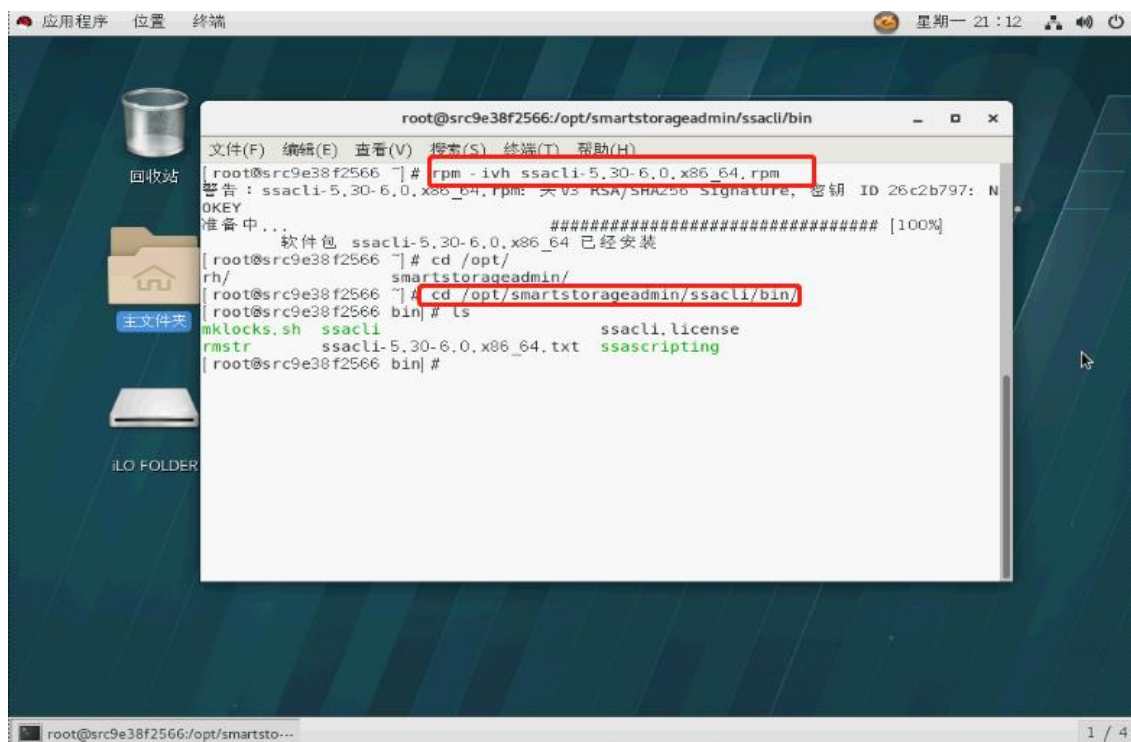 应用程序 位置 终端 星期一 21:12
回收站
主文件夹
iLO FOLDER
root@src9e38f2566:/opt/smartstorageadmin/ssacli/bin
文件(F) 编辑(E) 查看(V) 搜索(S) 终端(T) 帮助(H)
[root@src9e38f2566 ~]# rpm -ivh ssacli-5.30-6.0.x86_64.rpm
警告：ssacli-5.30-6.0.x86_64.rpm: 头V3 RSA/SHA256 Signature, 密钥 ID 26c2b797: N
OKEY
准备中... ################################# [100%]
软件包 ssacli-5.30-6.0.x86_64 已经安装
[root@src9e38f2566 ~]# cd /opt/
rh/ smartstorageadmin/
[root@src9e38f2566 ~]# cd /opt/smartstorageadmin/ssacli/bin/
[root@src9e38f2566 bin]# ls
mklocks.sh ssacli ssacli.license
rmstr ssacli-5.30-6.0.x86_64.txt ssascripting
[root@src9e38f2566 bin]#
root@src9e38f2566:/opt/smartsto··· 1 / 4